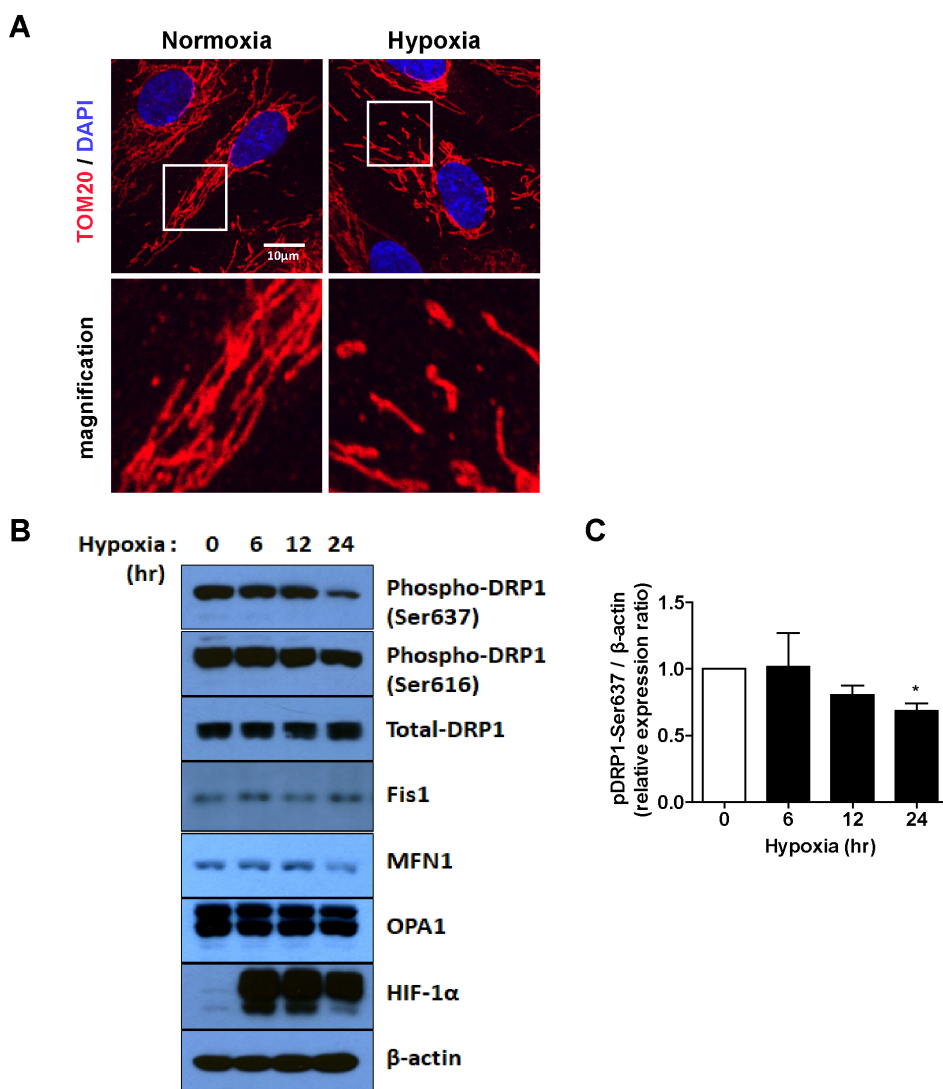 A
Normoxia Hypoxia
TOM20 / DAPI
10μm
magnification
B
Hypoxia : 0 6 12 24
(hr)
Phospho-DRP1
(Ser637)
Phospho-DRP1
(Ser616)
Total-DRP1
Fis1
MFN1
OPA1
HIF-1α
β-actin
C
pDRP1-Ser637 / β-actin
(relative expression ratio)
1.5
1.0
0.5
0.0
*
0 6 12 24
Hypoxia (hr)